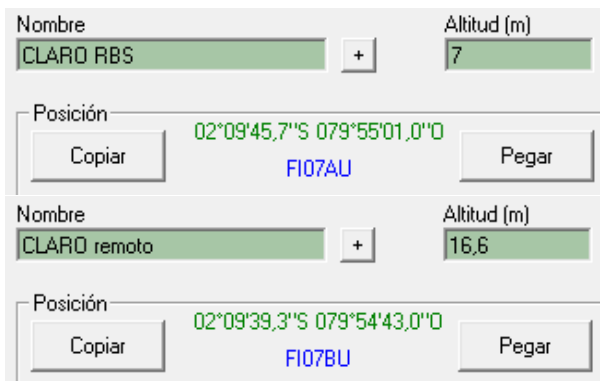 Nombre Altitud (m)
CLARO RBS + 7
Posición
Copiar 02°09'45,7"S 079°55'01,0"O Pegar
FI07AU
Nombre Altitud (m)
CLARO remoto + 16,6
Posición
Copiar 02°09'39,3"S 079°54'43,0"O Pegar
FI07BU